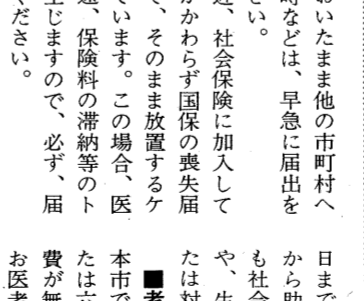 おいたまま他の市町村へ
時などは、早急に届出を
さい。
近、社会保険に加入して
かかわらず国保の喪失届
で、そのまま放置するケ
ています。この場合、医
還、保険料の滞納等のト
生じますので、必ず、届
ください。
日まで
から助
も社会
や、生
たは対
■者
本市で
たは六
費が無
お医者